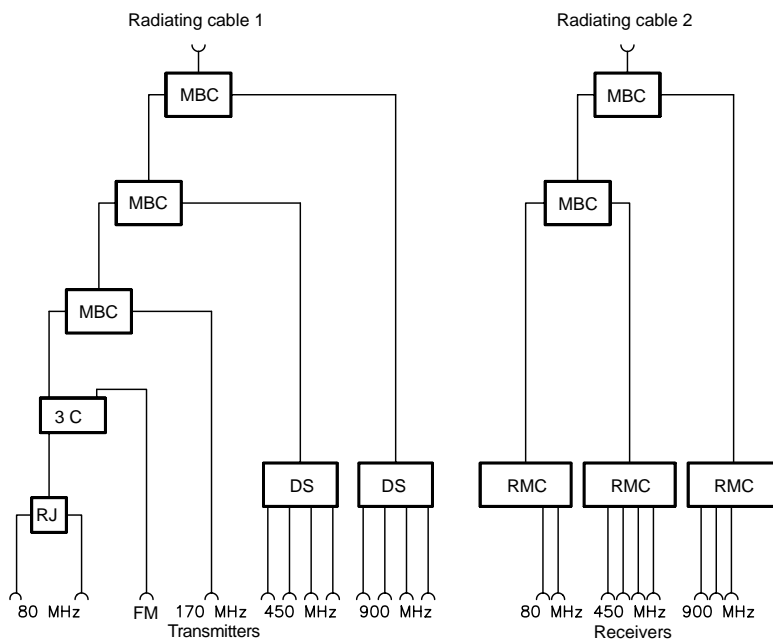 Radiating cable 1
Radiating cable 2
MBC
MBC
MBC
MBC
MBC
3 C
DS
DS
RMC
RMC
RMC
RJ
80 MHz
FM
170 MHz
450 MHz
900 MHz
80 MHz
450 MHz
900 MHz
Transmitters
Receivers